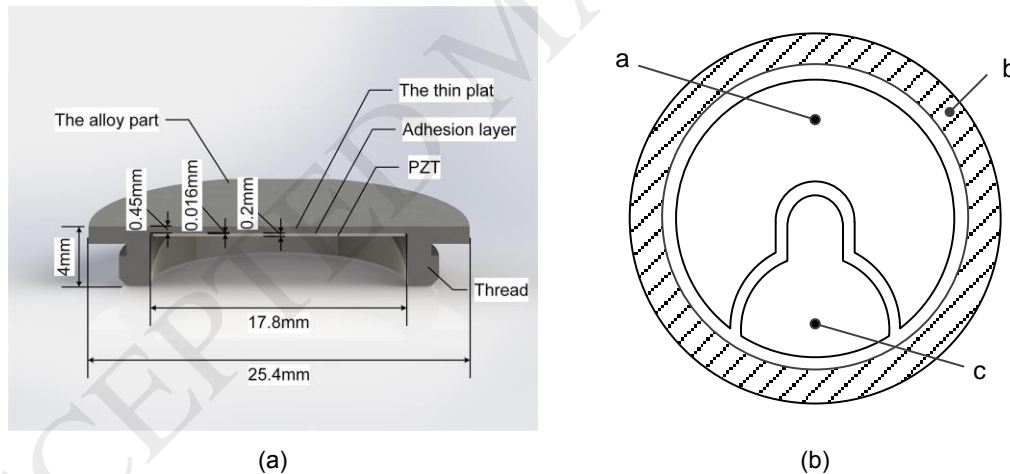 The thin plat
The alloy part
Adhesion layer
PZT
0.45mm
0.016mm
0.2mm
4mm
Thread
17.8mm
25.4mm
(a)
a
b
c
(b)